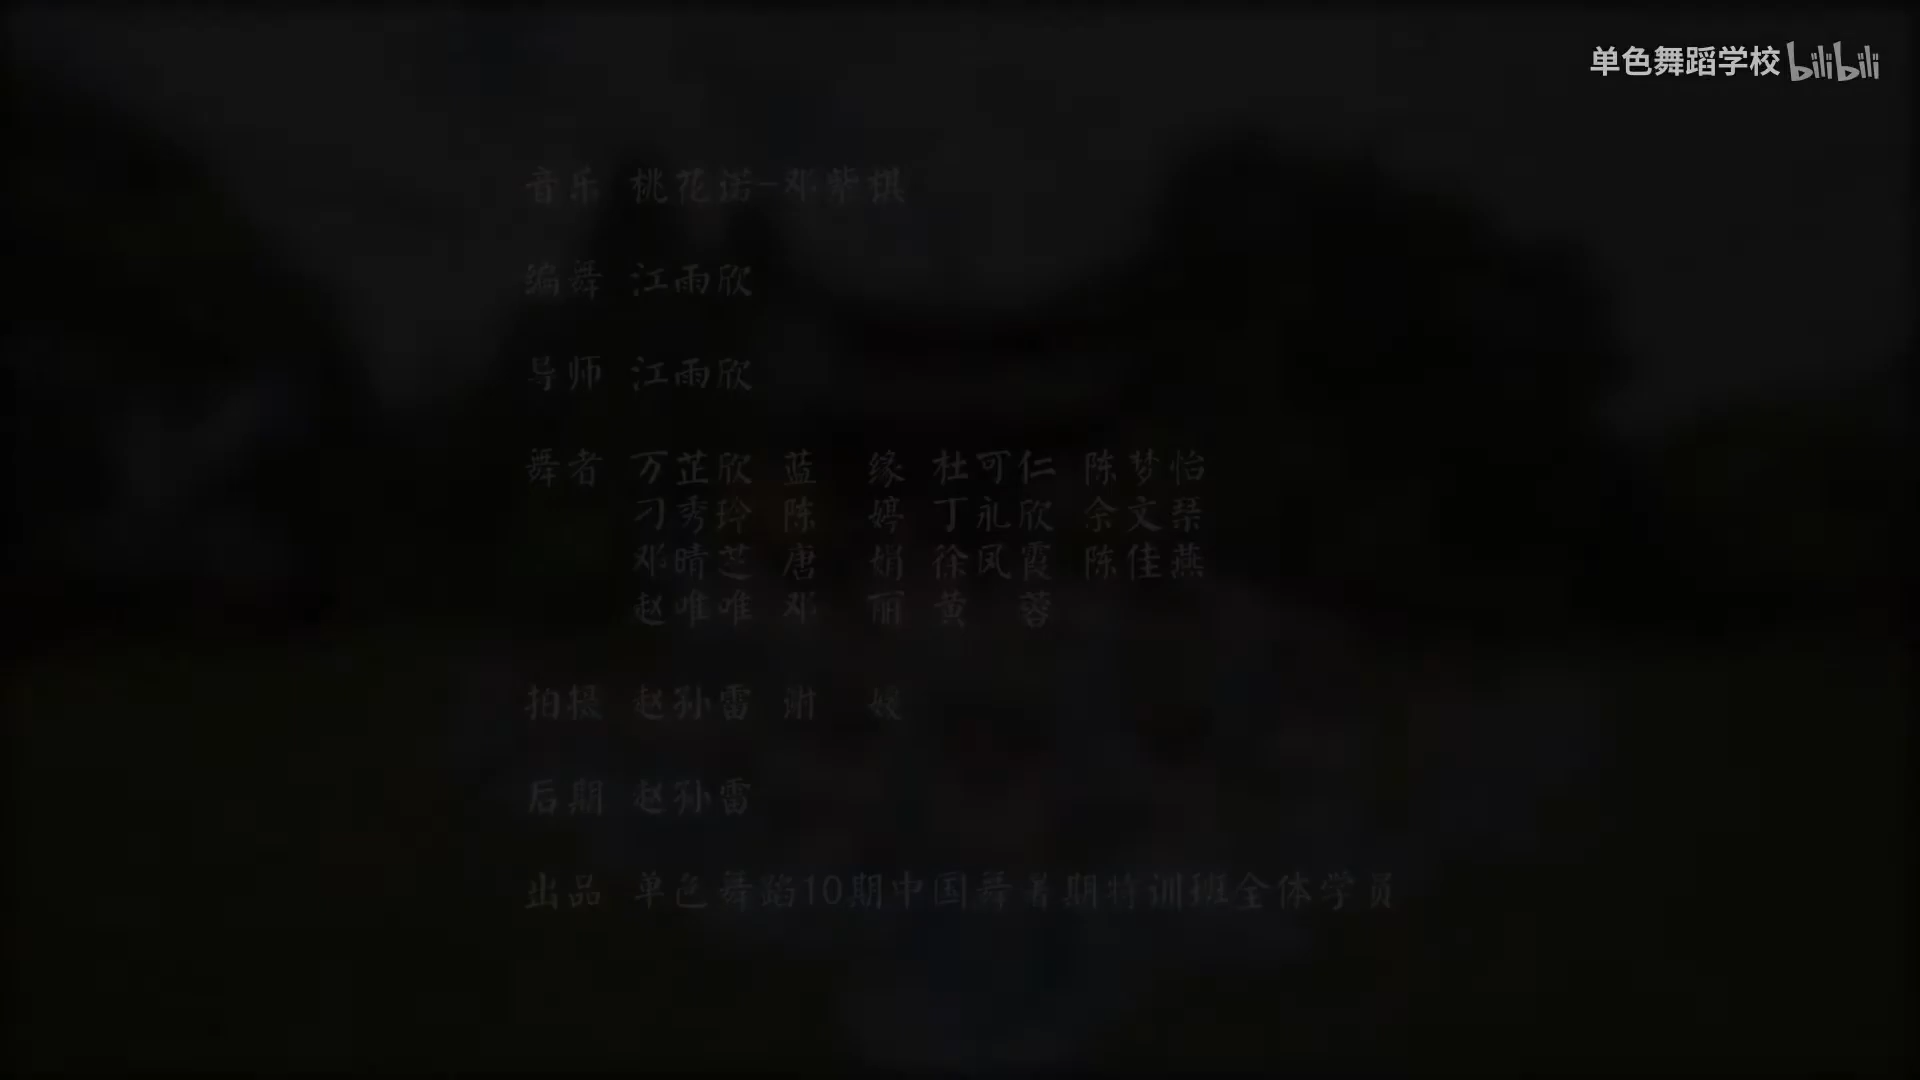 单色舞蹈学校 bilibili
音乐 桃花诺-邓紫棋
编舞 江雨欣
导师 江雨欣
舞者 万芷欣 蓝 缘 杜可仁 陈梦怡
刁秀玲 陈 婷 丁礼欣 余文琴
邓晴芝 唐 娟 徐凤霞 陈佳燕
赵唯唯 邓 丽 黄 蓉
拍摄 赵孙雷 谢 媛
后期 赵孙雷
出品 单色舞蹈10期中国舞暑期特训班全体学员